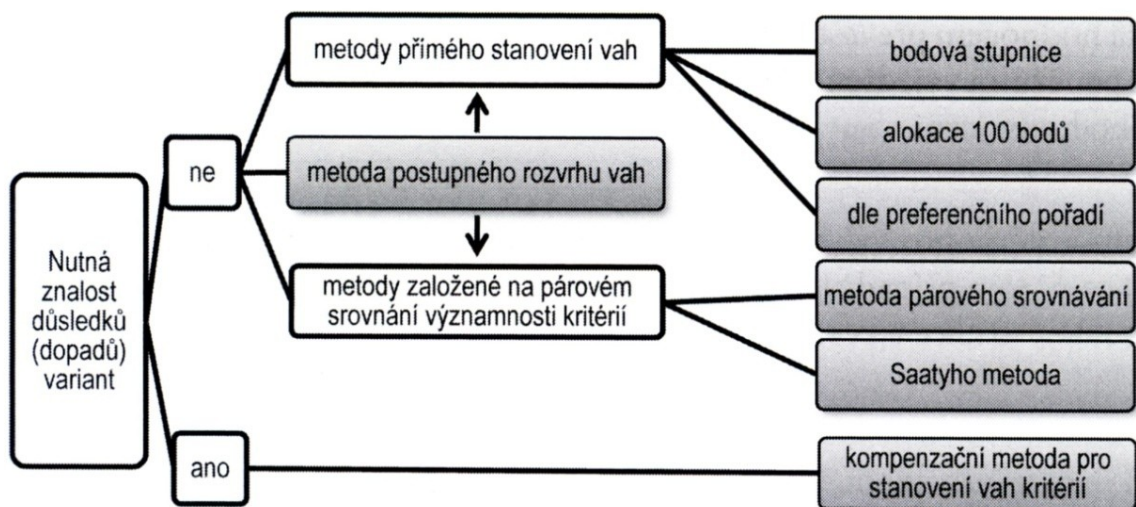 Nutná
znalost
důsledků
(dopadů)
variant
ne
ano
metody přímého stanovení vah
metoda postupného rozvrhu vah
metody založené na párovém
srovnání významnosti kritérií
bodová stupnice
alokace 100 bodů
dle preferenčního pořadí
metoda párového srovnávání
Saatyho metoda
kompenzační metoda pro
stanovení vah kritérií